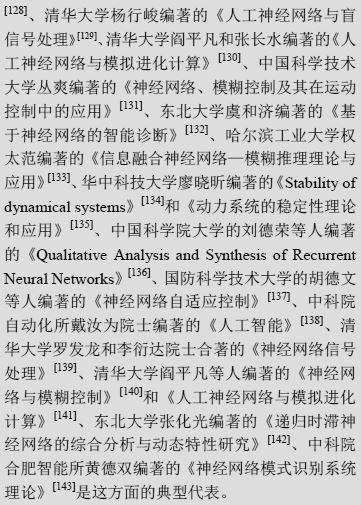 [128]、清华大学杨行峻编著的《人工神经网络与盲
信号处理》[129]、清华大学阎平凡和张长水编著的《人
工神经网络与模拟进化计算》[130]、中国科学技术
大学丛爽编著的《神经网络、模糊控制及其在运动
控制中的应用》[131]、东北大学虞和济编著的《基
于神经网络的智能诊断》[132]、哈尔滨工业大学权
太范编著的《信息融合神经网络—模糊推理理论与
应用》[133]、华中科技大学廖晓昕编著的《Stability of
dynamical systems》[134]和《动力系统的稳定性理论
和应用》[135]、中国科学院大学的刘德荣等人编著
的《Qualitative Analysis and Synthesis of Recurrent
Neural Networks》[136]、国防科学技术大学的胡德文
等人编著的《神经网络自适应控制》[137]、中科院
自动化所戴汝为院士编著的《人工智能》[138]、清
华大学罗发龙和李衍达院士合著的《神经网络信号
处理》[139]、清华大学阎平凡等人编著的《神经网
络与模糊控制》[140]和《人工神经网络与模拟进化
计算》[141]、东北大学张化光编著的《递归时滞神
经网络的综合分析与动态特性研究》[142]、中科院
合肥智能所黄德双编著的《神经网络模式识别系统
理论》[143]是这方面的典型代表。